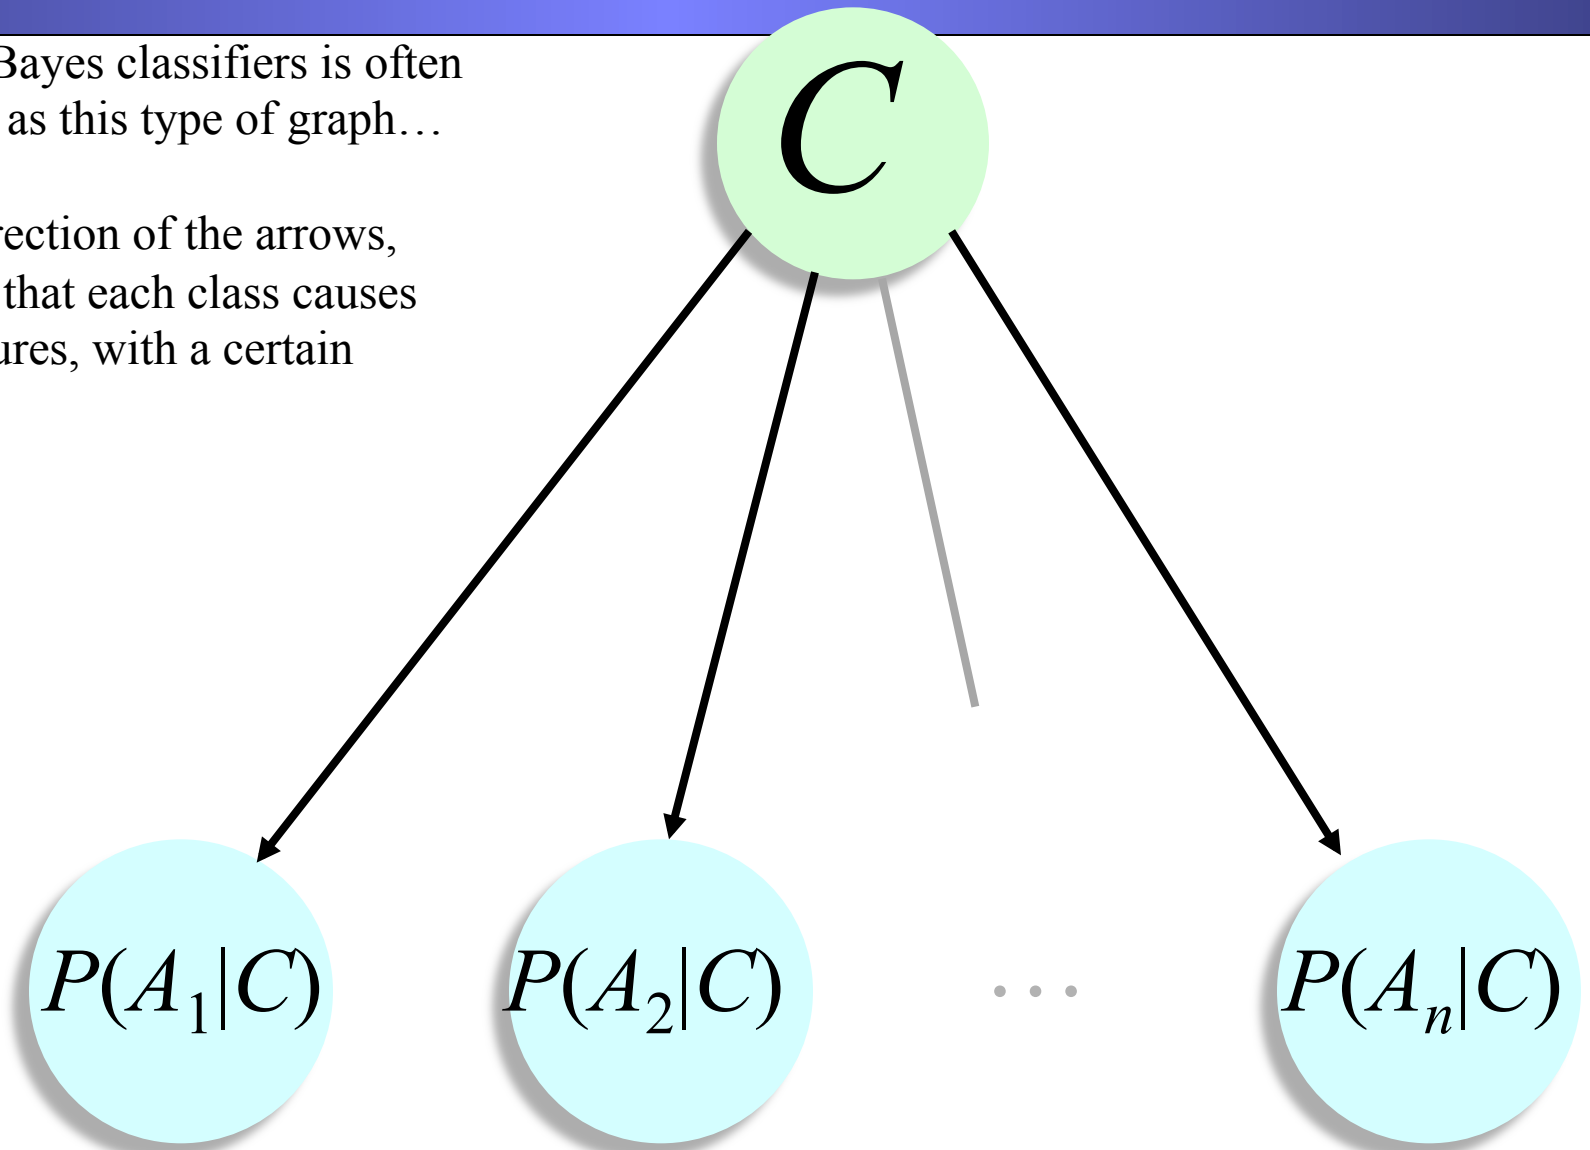 Bayes classifiers is often
as this type of graph…
rection of the arrows,
that each class causes
ures, with a certain
C
P(A₁|C) P(A₂|C) ... P(Aₙ|C)